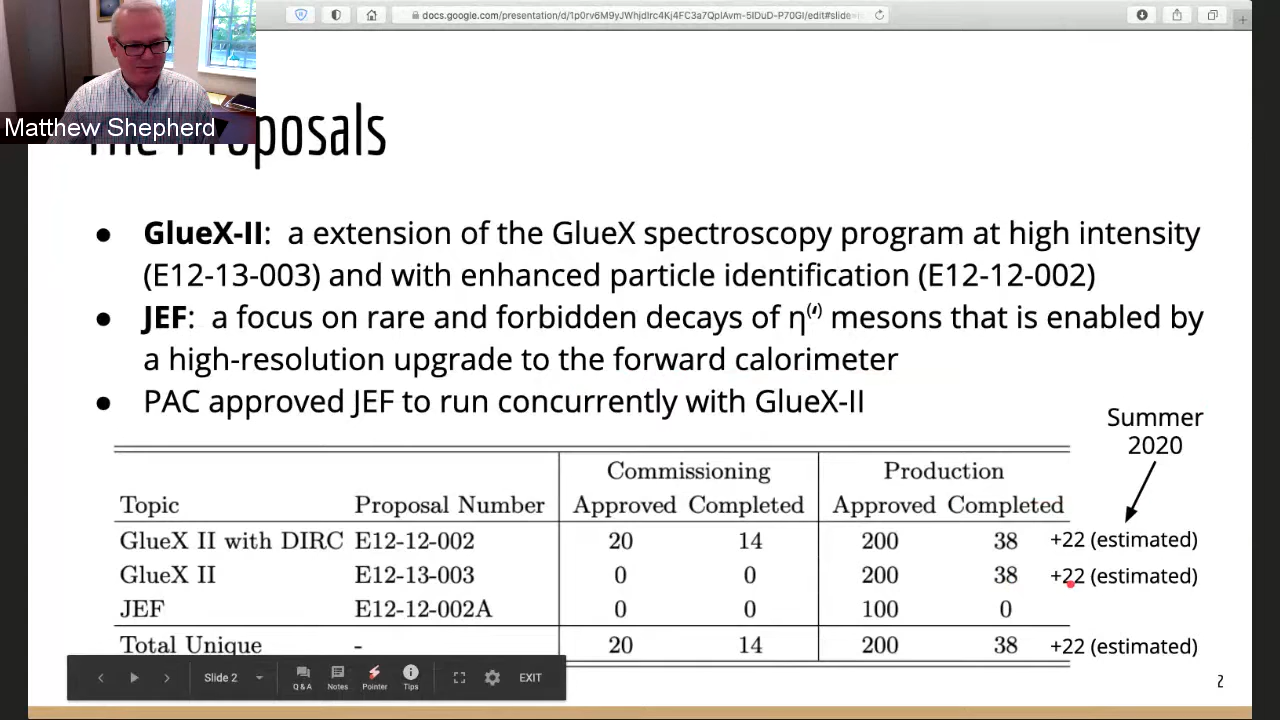 docs.google.com/presentation/d/1p0rv6M9yJWhjdIrc4Kj4FC3a7QpIAvm-5IDuD-P70GI/edit#slide=
Matthew Shepherd
The Proposals
● GlueX-II: a extension of the GlueX spectroscopy program at high intensity
(E12-13-003) and with enhanced particle identification (E12-12-002)
● JEF: a focus on rare and forbidden decays of η(′) mesons that is enabled by
a high-resolution upgrade to the forward calorimeter
● PAC approved JEF to run concurrently with GlueX-II
Summer
2020
Commissioning Production
Topic Proposal Number Approved Completed Approved Completed
GlueX II with DIRC E12-12-002 20 14 200 38 +22 (estimated)
GlueX II E12-13-003 0 0 200 38 +22 (estimated)
JEF E12-12-002A 0 0 100 0
Total Unique - 20 14 200 38 +22 (estimated)
Slide 2 Q & A Notes Pointer Tips EXIT
2